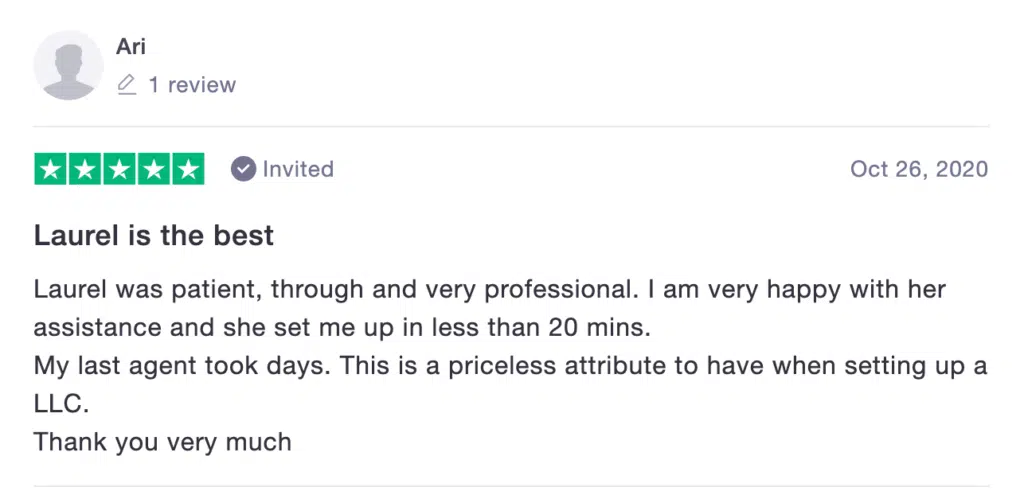 Ari
1 review
Invited
Oct 26, 2020
Laurel is the best
Laurel was patient, through and very professional. I am very happy with her
assistance and she set me up in less than 20 mins.
My last agent took days. This is a priceless attribute to have when setting up a
LLC.
Thank you very much